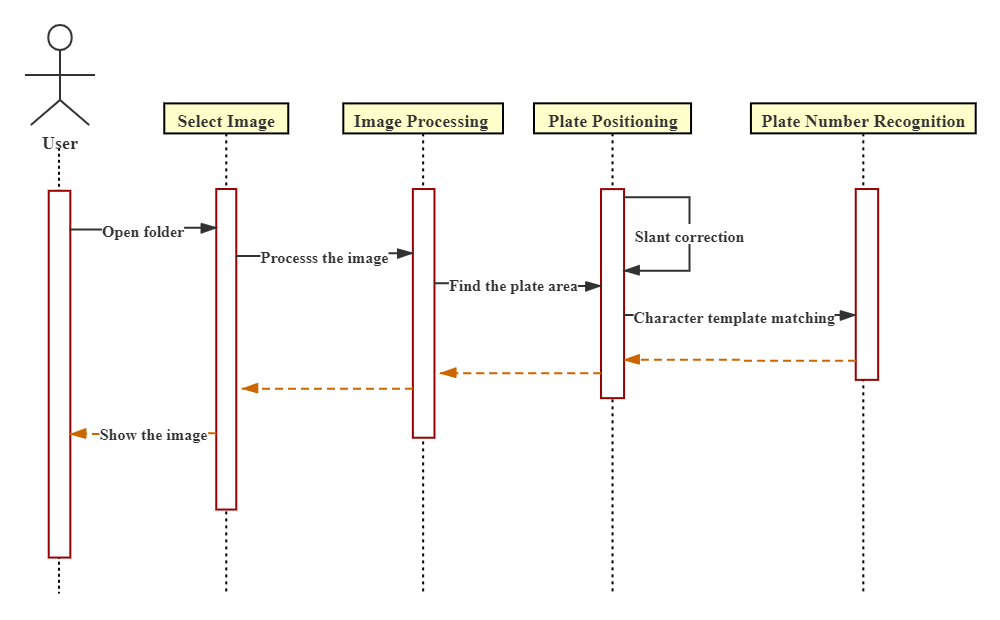 User
Select Image
Image Processing
Plate Positioning
Plate Number Recognition
Open folder
Slant correction
Processs the image
Find the plate area
Character template matching
Show the image